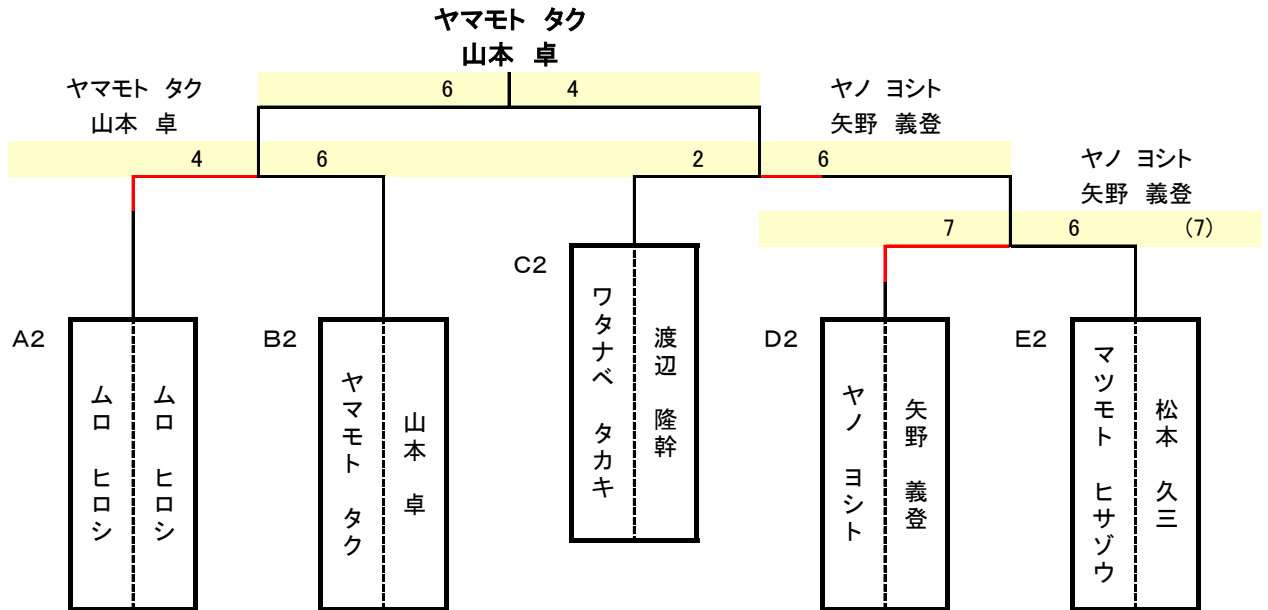 ヤマモト タク
山本 卓
6 4
ヤマモト タク
山本 卓
ヤノ ヨシト
矢野 義登
4 6
2 6
ヤノ ヨシト
矢野 義登
7 6 (7)
C2
ワタナベ タカキ
渡辺 隆幹
A2
ムロ ヒロシ
ムロ ヒロシ
B2
ヤマモト タク
山本 卓
D2
ヤノ ヨシト
矢野 義登
E2
マツモト ヒサゾウ
松本 久三